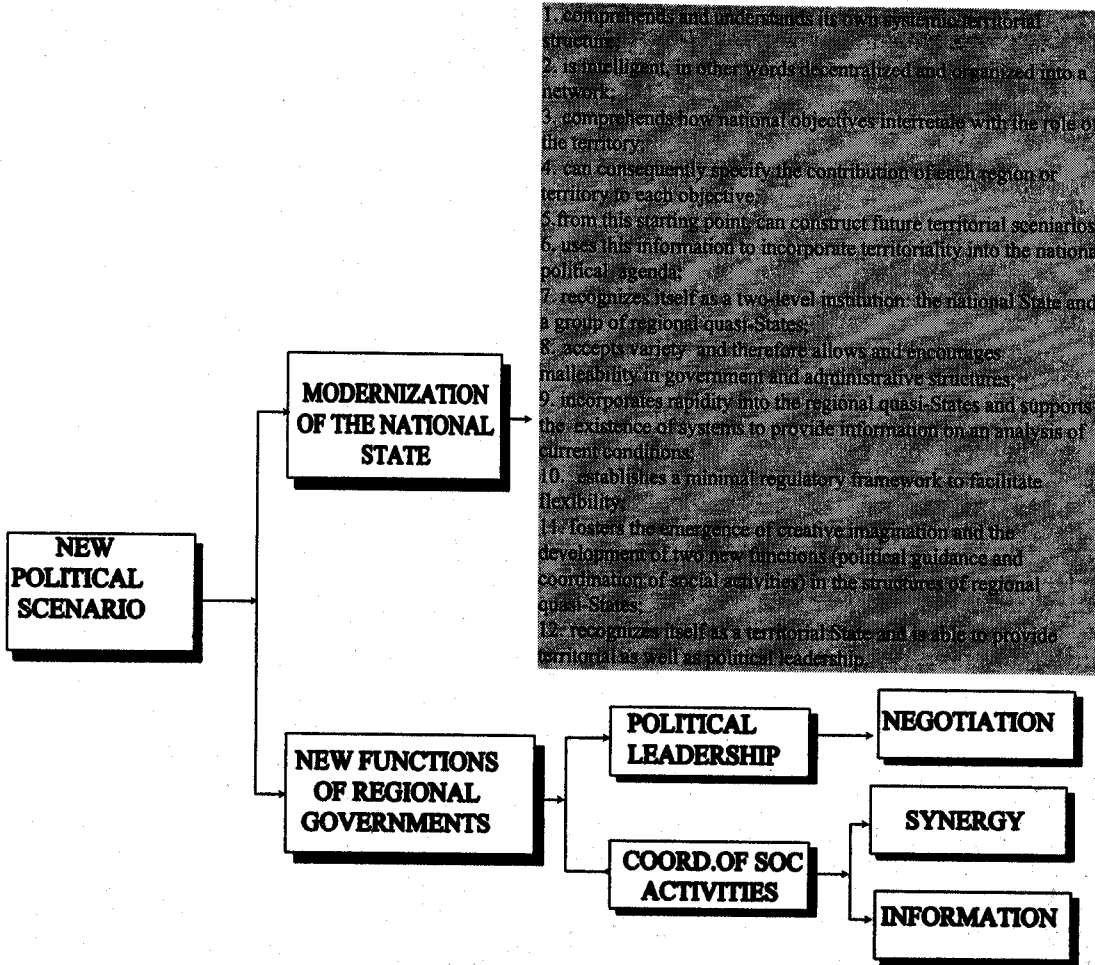 1. comprehends and understands its own systemic territorial
structure;
2. is intelligent, in other words decentralized and organized into a
network;
3. comprehends how national objectives interretale with the role of
the territory;
4. can consequently specify the contribution of each region or
territory to each objective;
5.from this starting point, can construct future territorial sceniarios
6. uses this information to incorporate territoriality into the nationa
political agenda;
7. recognizes itself as a two-level institution: the national State and
a group of regional quasi-States;
8. accepts variety and therefore allows and encourages
malleability in government and administrative structures;
9. incorporates rapidity into the regional quasi-States and supports
the existence of systems to provide information on an analysis of
current conditions;
10. establishes a minimal regulatory framework to facilitate
flexibility;
11. fosters the emergence of creative imagination and the
development of two new functions (political guidance and
coordination of social activities) in the structures of regional
quasi-States;
12. recognizes itself as a territorial State and is able to provide
territorial as well as political leadership.
MODERNIZATION
OF THE NATIONAL
STATE
NEW
POLITICAL
SCENARIO
NEW FUNCTIONS
OF REGIONAL
GOVERNMENTS
POLITICAL
LEADERSHIP
NEGOTIATION
COORD.OF SOC
ACTIVITIES
SYNERGY
INFORMATION